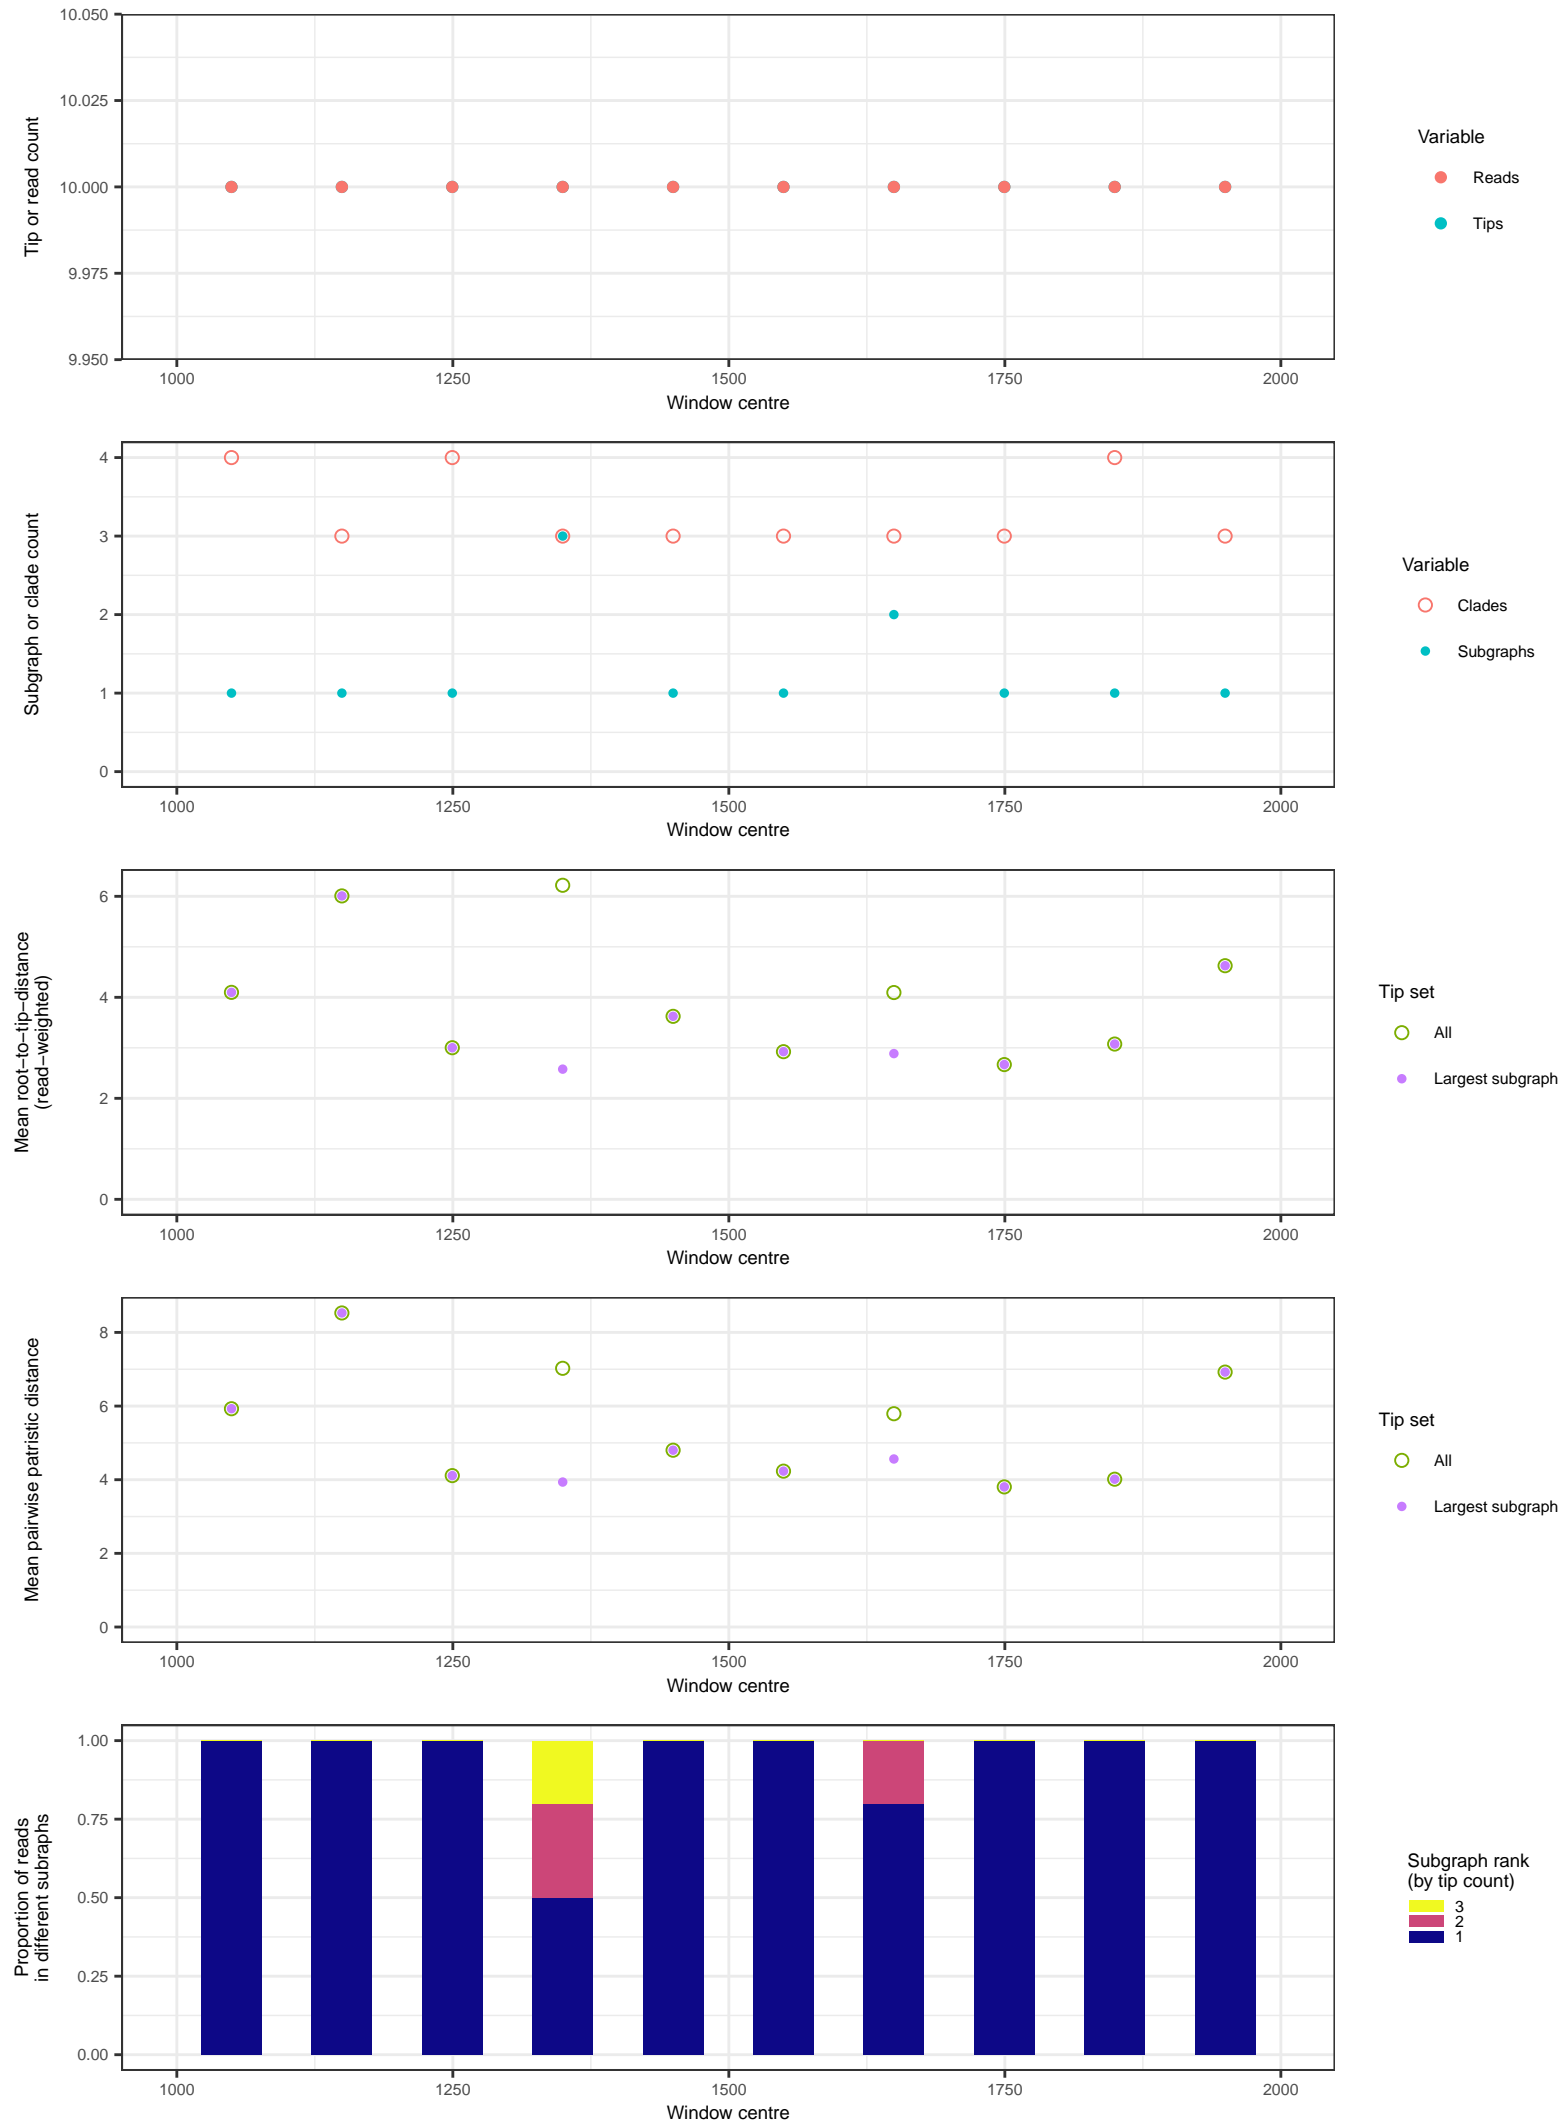 10.050
10.025
10.000
9.975
9.950
Tip or read count
1000 1250 1500 1750 2000
Window centre
Variable
Reads
Tips
4
3
2
1
0
Subgraph or clade count
1000 1250 1500 1750 2000
Window centre
Variable
Clades
Subgraphs
6
4
2
0
Mean root−to−tip−distance
(read−weighted)
1000 1250 1500 1750 2000
Window centre
Tip set
All
Largest subgraph
8
6
4
2
0
Mean pairwise patristic distance
1000 1250 1500 1750 2000
Window centre
Tip set
All
Largest subgraph
1.00
0.75
0.50
0.25
0.00
Proportion of reads
in different subraphs
1000 1250 1500 1750 2000
Window centre
Subgraph rank
(by tip count)
3
2
1